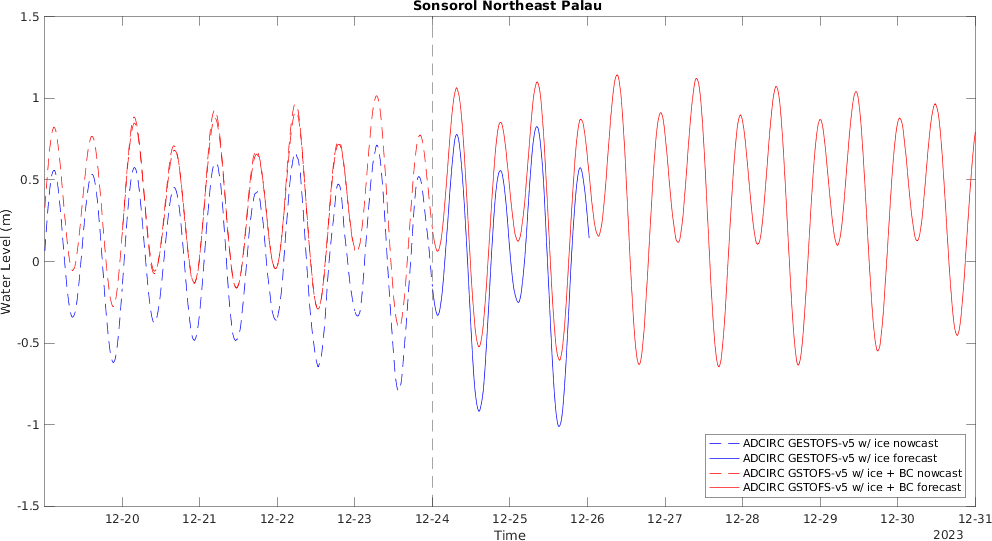 Sonsorol Northeast Palau
1.5
1
0.5
0
-0.5
-1
-1.5
Water Level (m)
12-20 12-21 12-22 12-23 12-24 12-25 12-26 12-27 12-28 12-29 12-30 12-31
Time
2023
ADCIRC GESTOFS-v5 w/ ice nowcast
ADCIRC GESTOFS-v5 w/ ice forecast
ADCIRC GSTOFS-v5 w/ ice + BC nowcast
ADCIRC GSTOFS-v5 w/ ice + BC forecast